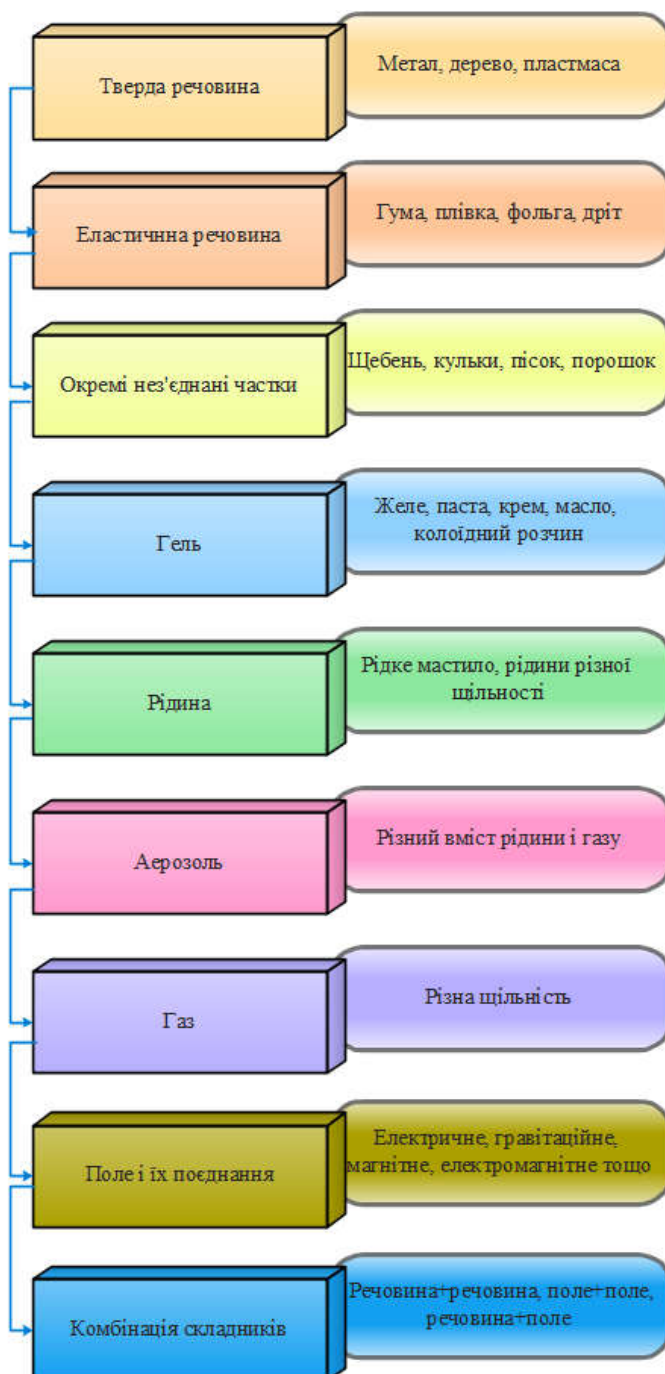 Тверда речовина
Метал, дерево, пластмаса
Еластичнна речовина
Гума, плівка, фольга, дріт
Окремі нез'єднані частки
Щебень, кульки, пісок, порошок
Гель
Желе, паста, крем, масло,
колоїдний розчин
Рідина
Рідке мастило, рідини різної
щільності
Аерозоль
Різний вміст рідини і газу
Газ
Різна щільність
Поле і їх поєднання
Електричне, гравітаційне,
магнітне, електромагнітне тощо
Комбінація складників
Речовина+речовина, поле+поле,
речовина+поле